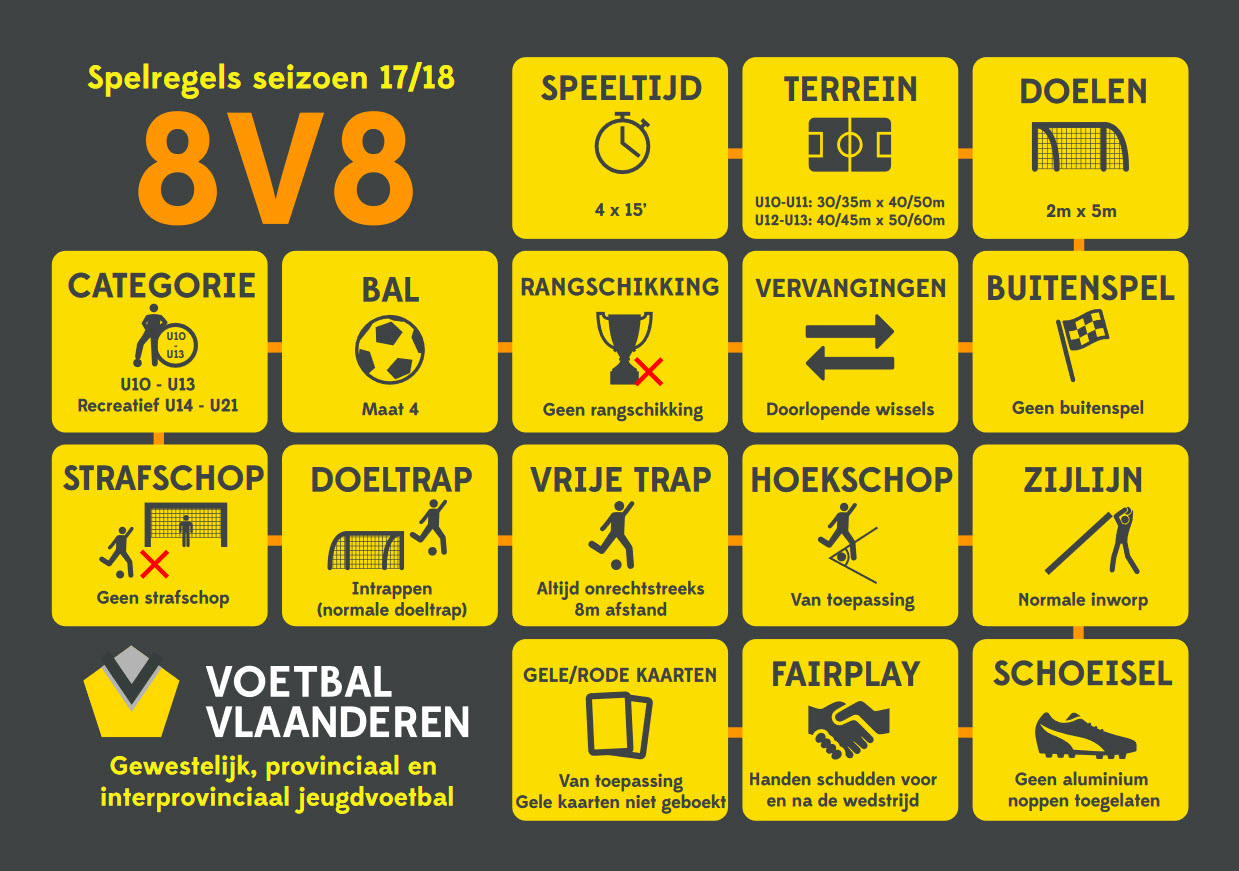 Spelregels seizoen 17/18
8V8
SPEELTIJD
4 x 15'
TERREIN
U10-U11: 30/35m x 40/50m
U12-U13: 40/45m x 50/60m
DOELEN
2m x 5m
CATEGORIE
U10
-
U13
U10 - U13
Recreatief U14 - U21
BAL
Maat 4
RANGSCHIKKING
Geen rangschikking
VERVANGINGEN
Doorlopende wissels
BUITENSPEL
Geen buitenspel
STRAFSCHOP
Geen strafschop
DOELTRAP
Intrappen
(normale doeltrap)
VRIJE TRAP
Altijd onrechtstreeks
8m afstand
HOEKSCHOP
Van toepassing
ZIJLIJN
Normale inworp
VOETBAL
VLAANDEREN
Gewestelijk, provinciaal en
interprovinciaal jeugdvoetbal
GELE/RODE KAARTEN
Van toepassing
Gele kaarten niet geboekt
FAIRPLAY
Handen schudden voor
en na de wedstrijd
SCHOEISEL
Geen aluminium
noppen toegelaten